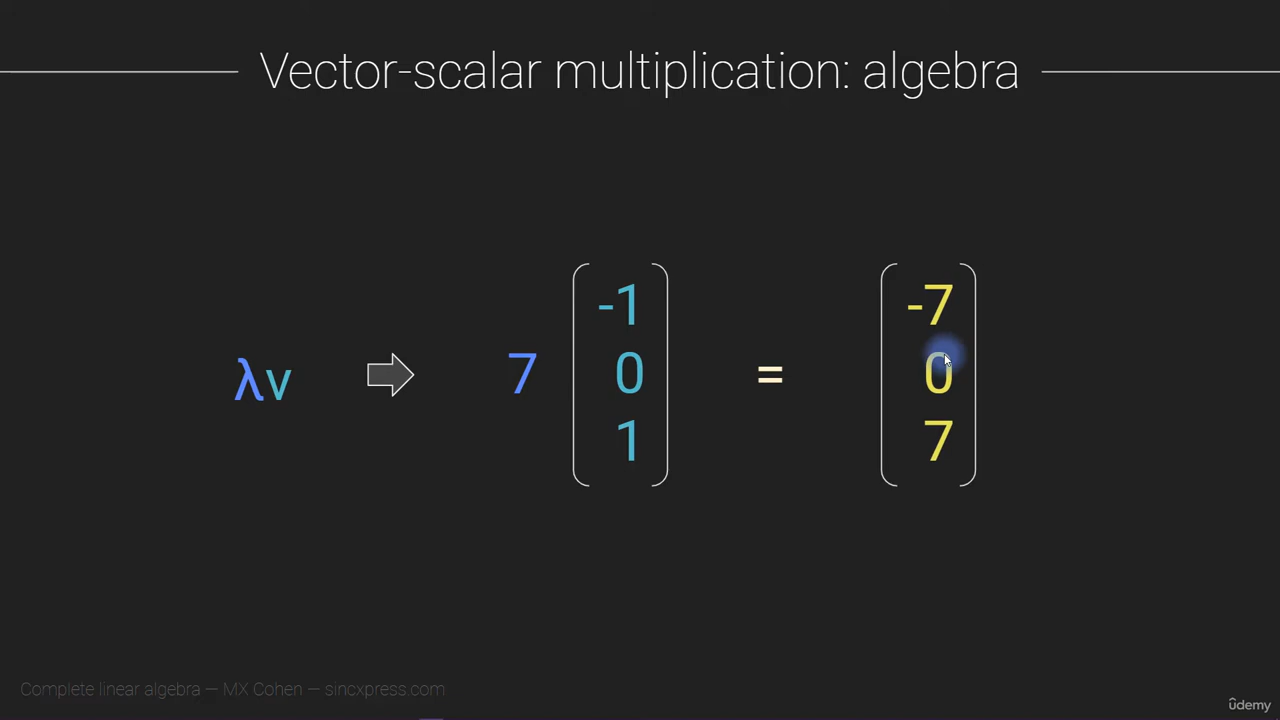 Vector-scalar multiplication: algebra
-1 -7
λv 7 0 = 0
1 7
Complete linear algebra — MX Cohen — sincxpress.com
ûdemy